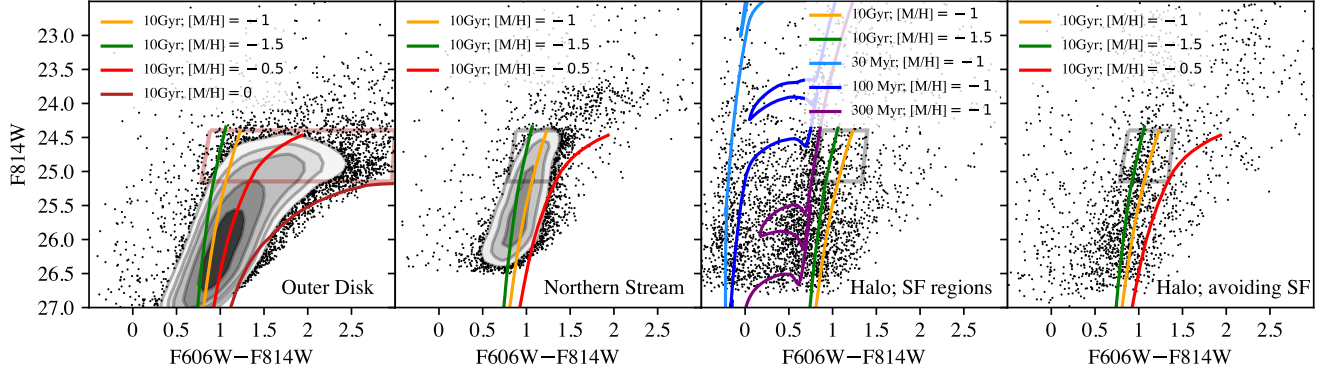 10Gyr; [M/H] = −1
10Gyr; [M/H] = −1.5
10Gyr; [M/H] = −0.5
10Gyr; [M/H] = 0
Outer Disk
10Gyr; [M/H] = −1
10Gyr; [M/H] = −1.5
10Gyr; [M/H] = −0.5
Northern Stream
10Gyr; [M/H] = −1
10Gyr; [M/H] = −1.5
30 Myr; [M/H] = −1
100 Myr; [M/H] = −1
300 Myr; [M/H] = −1
Halo; SF regions
10Gyr; [M/H] = −1
10Gyr; [M/H] = −1.5
10Gyr; [M/H] = −0.5
Halo; avoiding SF
F814W
23.0
23.5
24.0
24.5
25.0
25.5
26.0
26.5
27.0
0 0.5 1 1.5 2 2.5
0 0.5 1 1.5 2 2.5
0 0.5 1 1.5 2 2.5
0 0.5 1 1.5 2 2.5
F606W−F814W
F606W−F814W
F606W−F814W
F606W−F814W